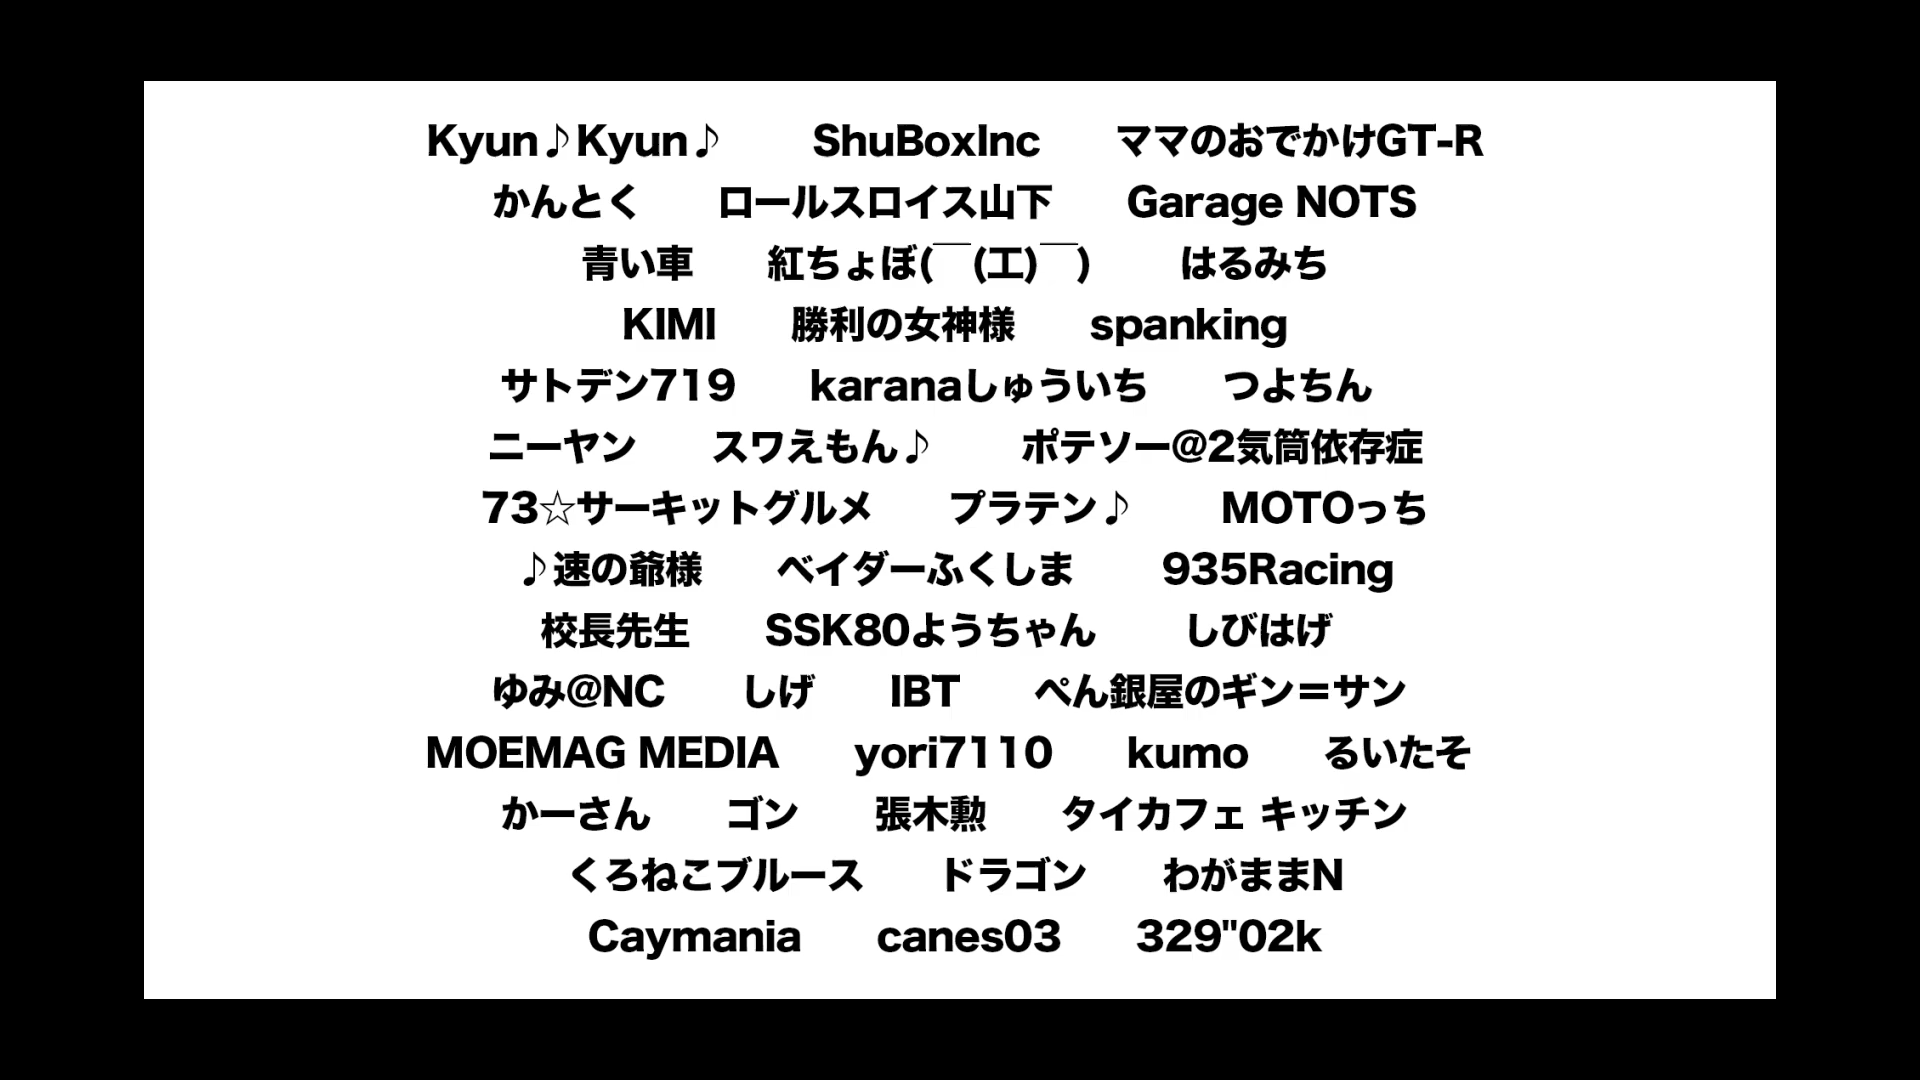 Kyun♪Kyun♪ ShuBoxInc ママのおでかけGT-R
かんとく ロールスロイス山下 Garage NOTS
青い車 紅ちょぼ(￣(工)￣) はるみち
KIMI 勝利の女神様 spanking
サトデン719 karanaしゅういち つよちん
ニーヤン スワえもん♪ ポテソー@2気筒依存症
73☆サーキットグルメ プラテン♪ MOTOっち
♪速の爺様 ベイダーふくしま 935Racing
校長先生 SSK80ようちゃん しびはげ
ゆみ@NC しげ IBT ぺん銀屋のギン＝サン
MOEMAG MEDIA yori7110 kumo るいたそ
かーさん ゴン 張木勲 タイカフェ キッチン
くろねこブルース ドラゴン わがままN
Caymania canes03 329"02k